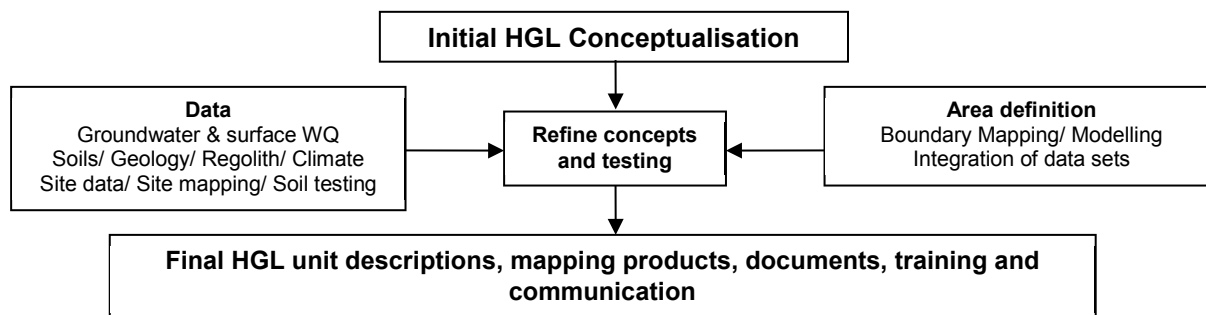 Initial HGL Conceptualisation
Data
Groundwater & surface WQ
Soils/ Geology/ Regolith/ Climate
Site data/ Site mapping/ Soil testing
Refine concepts
and testing
Area definition
Boundary Mapping/ Modelling
Integration of data sets
Final HGL unit descriptions, mapping products, documents, training and
communication